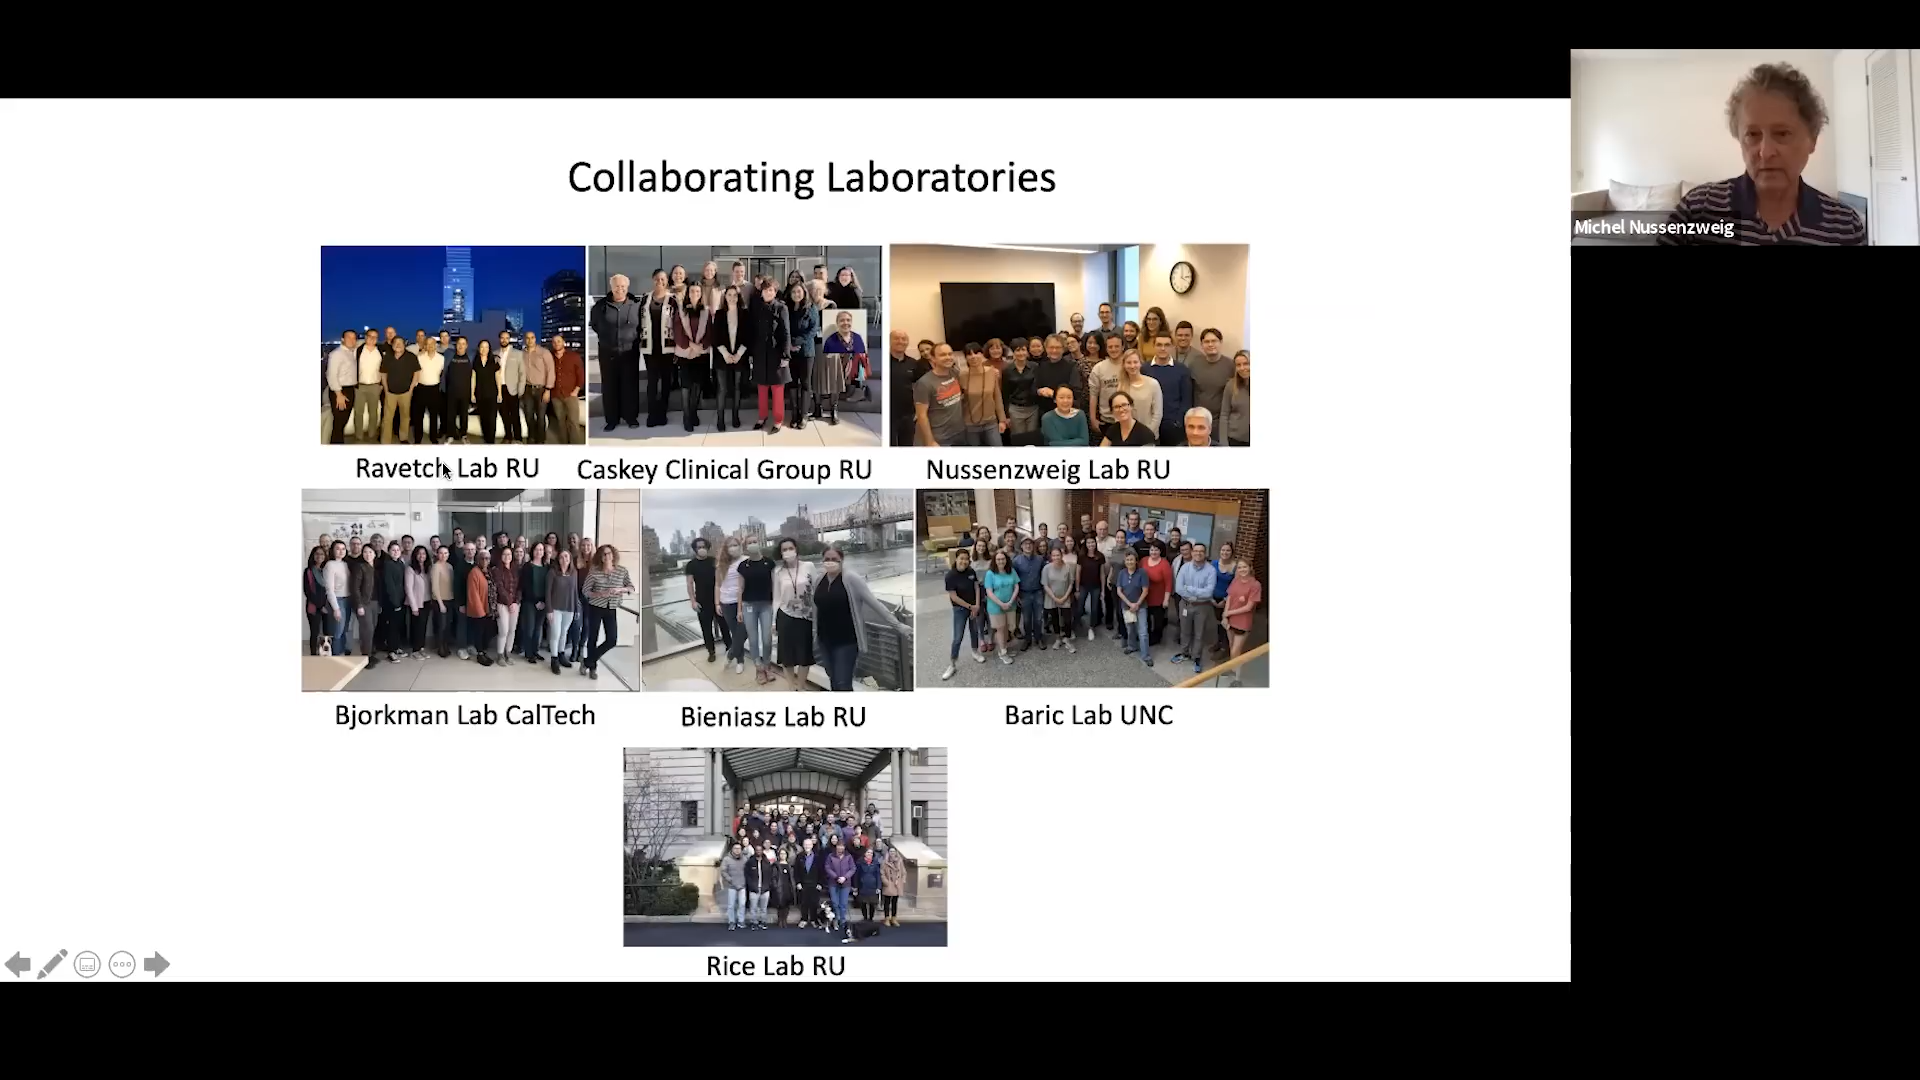 Collaborating Laboratories
Michel Nussenzweig
Ravetch Lab RU
Caskey Clinical Group RU
Nussenzweig Lab RU
Bjorkman Lab CalTech
Bieniasz Lab RU
Baric Lab UNC
Rice Lab RU